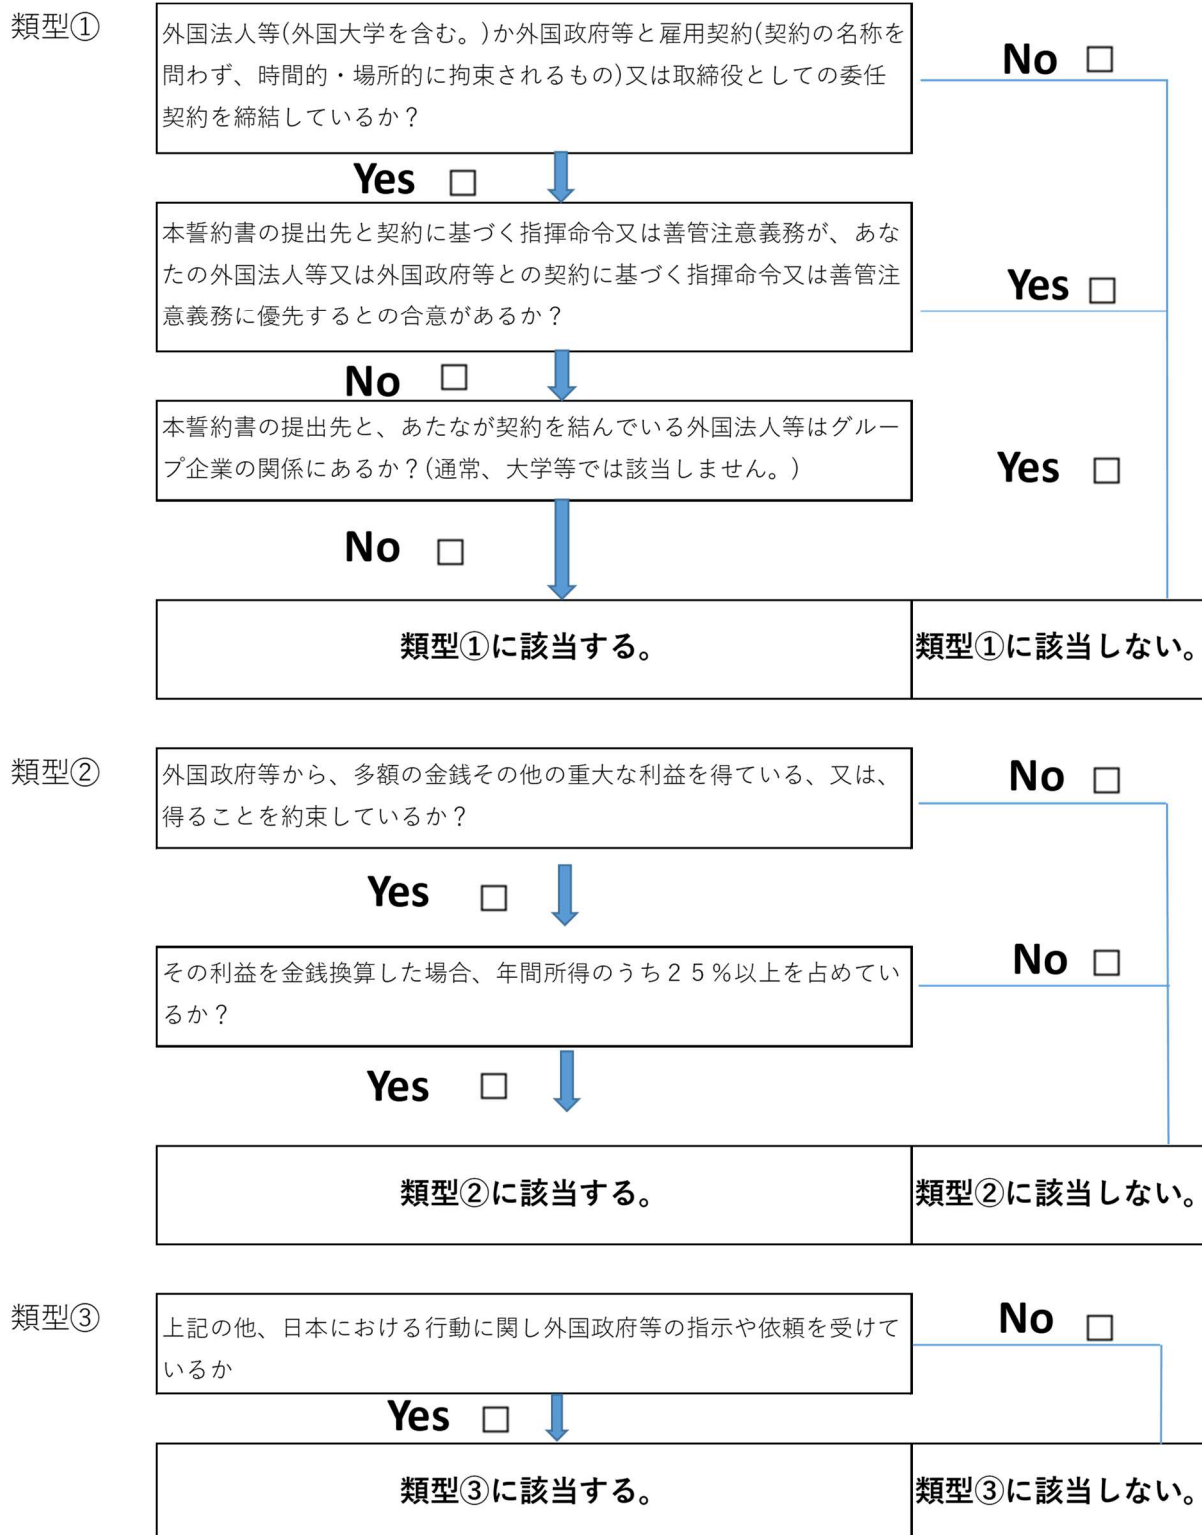 類型①
外国法人等(外国大学を含む。)か外国政府等と雇用契約(契約の名称を
問わず、時間的・場所的に拘束されるもの)又は取締役としての委任
契約を締結しているか？
No □
Yes □
本誓約書の提出先と契約に基づく指揮命令又は善管注意義務が、あな
たの外国法人等又は外国政府等との契約に基づく指揮命令又は善管注
意義務に優先するとの合意があるか？
Yes □
No □
本誓約書の提出先と、あたなが契約を結んでいる外国法人等はグルー
プ企業の関係にあるか？(通常、大学等では該当しません。)
Yes □
No □
類型①に該当する。
類型①に該当しない。
類型②
外国政府等から、多額の金銭その他の重大な利益を得ている、又は、
得ることを約束しているか？
No □
Yes □
その利益を金銭換算した場合、年間所得のうち２５%以上を占めてい
るか？
No □
Yes □
類型②に該当する。
類型②に該当しない。
類型③
上記の他、日本における行動に関し外国政府等の指示や依頼を受けて
いるか
No □
Yes □
類型③に該当する。
類型③に該当しない。